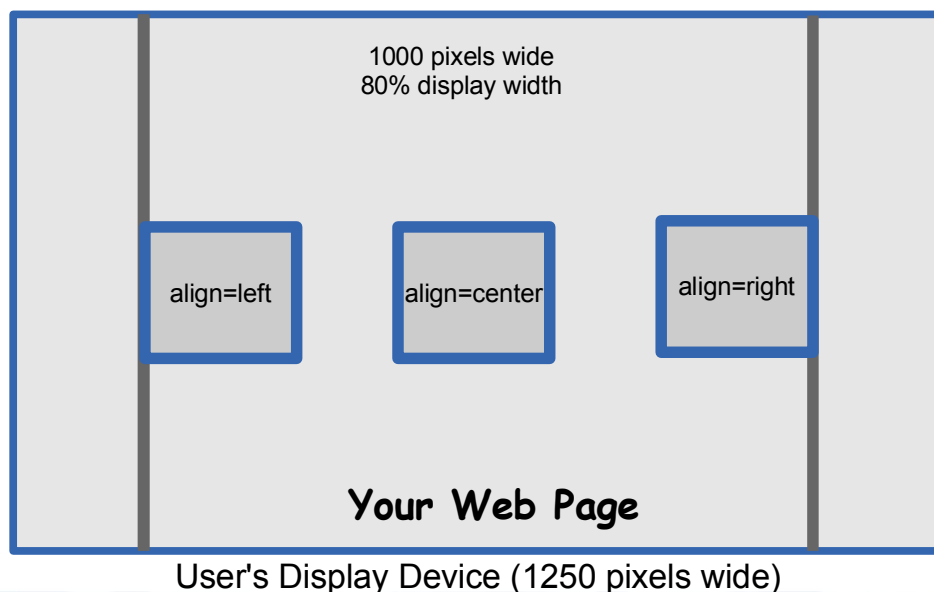 1000 pixels wide
80% display width
align=left
align=center
align=right
Your Web Page
User's Display Device (1250 pixels wide)